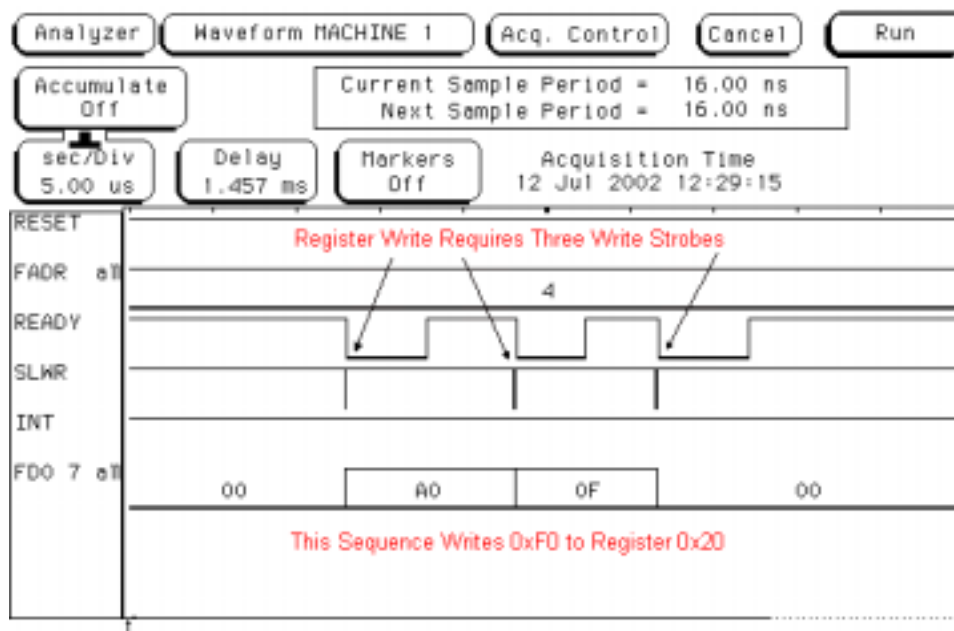 Analyzer Waveform MACHINE 1 Acq. Control Cancel Run
Accumulate
Off
Current Sample Period = 16.00 ns
Next Sample Period = 16.00 ns
sec/Div
5.00 us
Delay
1.457 ms
Markers
Off
Acquisition Time
12 Jul 2002 12:29:15
RESET
Register Write Requires Three Write Strobes
FADR all
4
READY
SLWR
INT
FD0 7 all
00 A0 0F 00
This Sequence Writes 0xF0 to Register 0x20